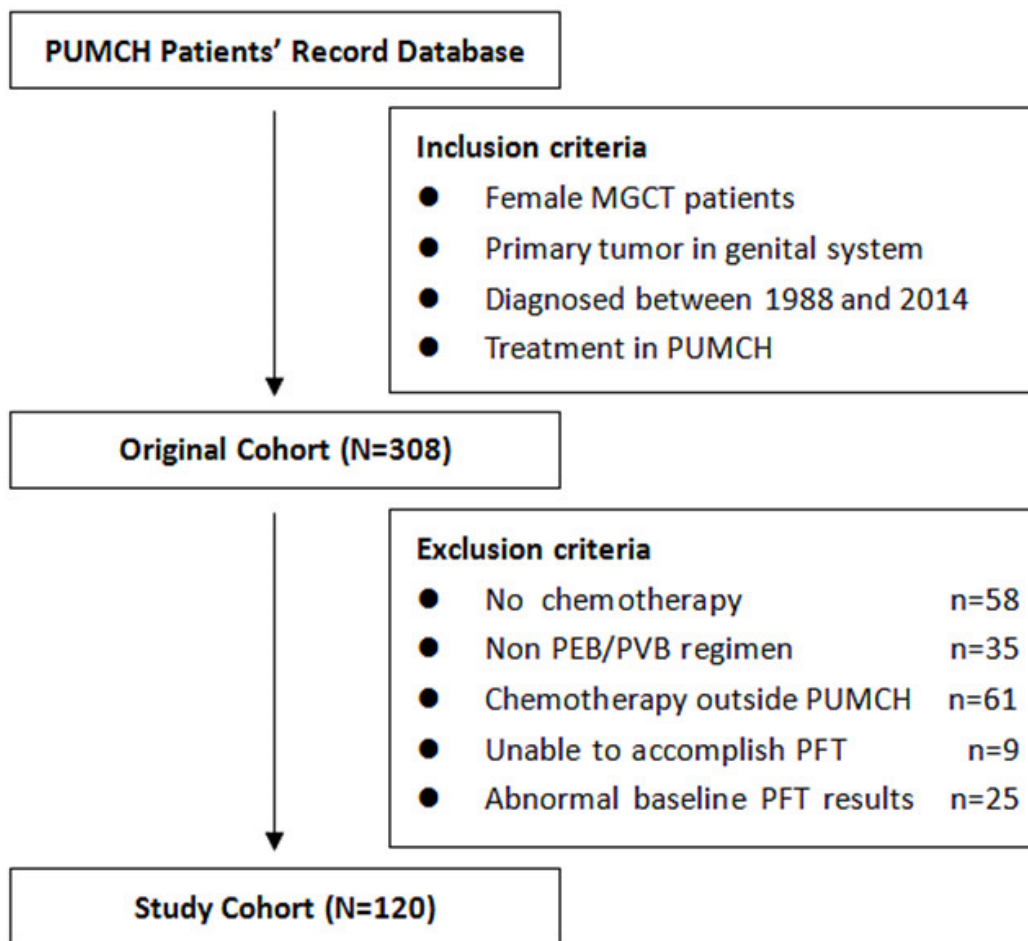 PUMCH Patients’ Record Database
Inclusion criteria
● Female MGCT patients
● Primary tumor in genital system
● Diagnosed between 1988 and 2014
● Treatment in PUMCH
Original Cohort (N=308)
Exclusion criteria
● No chemotherapy n=58
● Non PEB/PVB regimen n=35
● Chemotherapy outside PUMCH n=61
● Unable to accomplish PFT n=9
● Abnormal baseline PFT results n=25
Study Cohort (N=120)